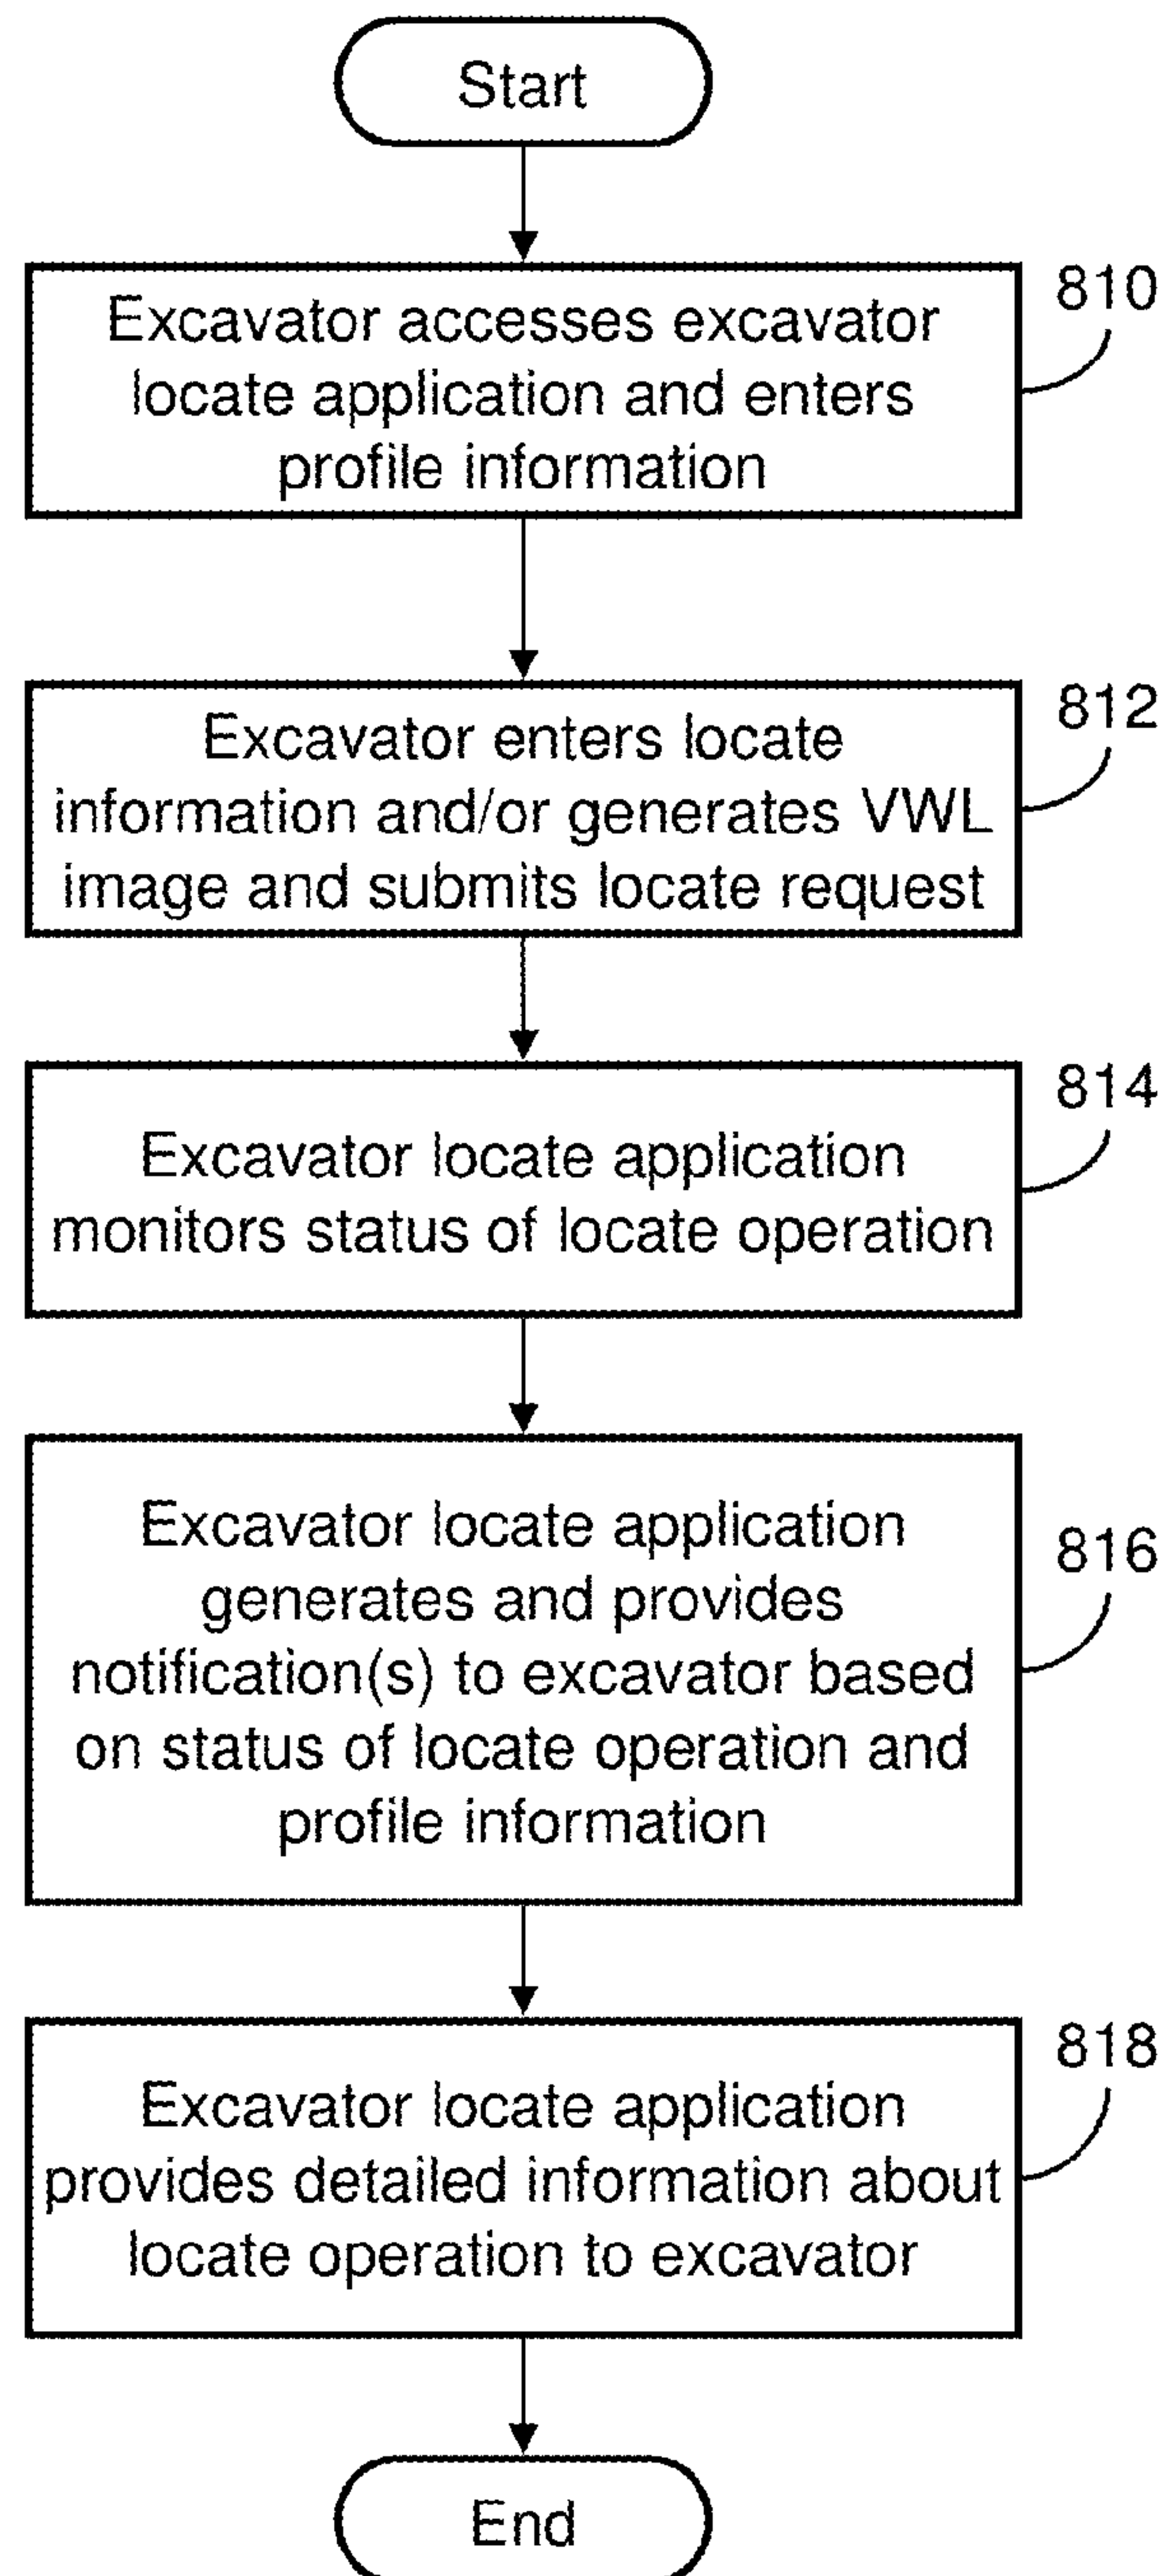 Start
810
Excavator accesses excavator
locate application and enters
profile information
812
Excavator enters locate
information and/or generates VWL
image and submits locate request
814
Excavator locate application
monitors status of locate operation
816
Excavator locate application
generates and provides
notification(s) to excavator based
on status of locate operation and
profile information
818
Excavator locate application
provides detailed information about
locate operation to excavator
End